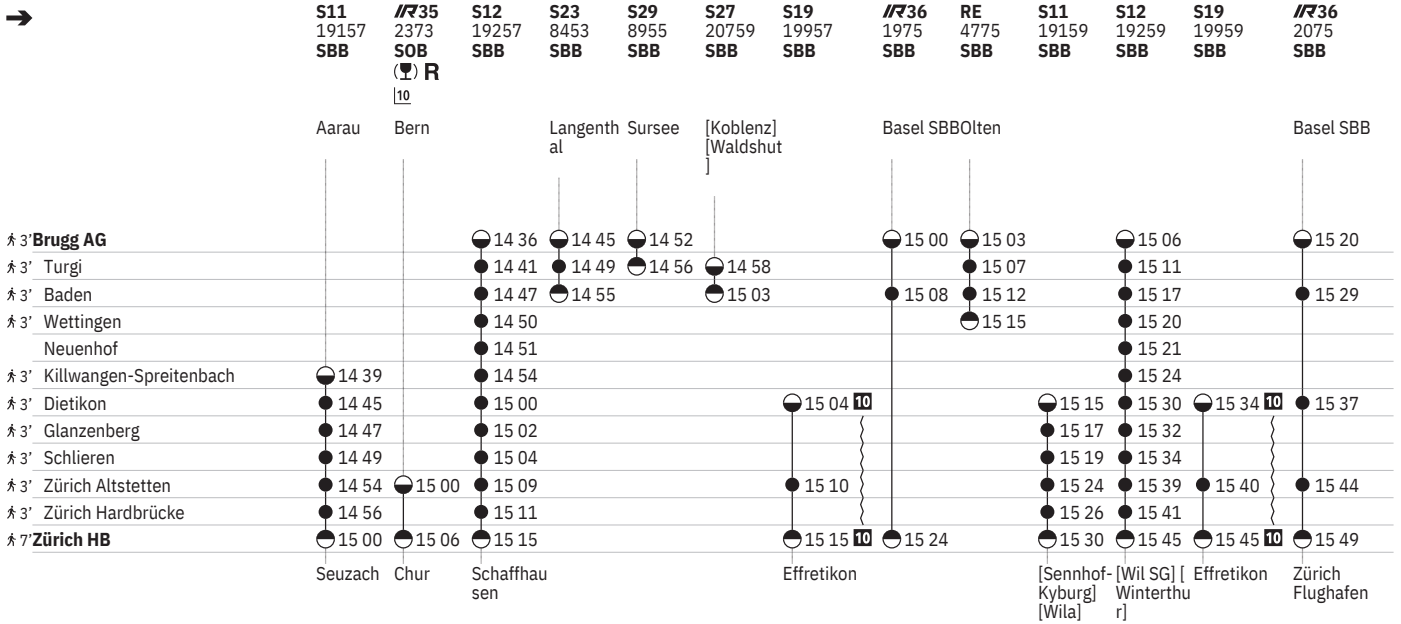 ➔ S11 IR35 S12 S23 S29 S27 S19 IR36 RE S11 S12 S19 IR36
19157 2373 19257 8453 8955 20759 19957 1975 4775 19159 19259 19959 2075
SBB SOB SBB SBB SBB SBB SBB SBB SBB SBB SBB SBB SBB
R
10
Aarau Bern Langenth Sursee [Koblenz] Basel SBB Olten Basel SBB
al [Waldshut
]
3' Brugg AG 14 36 14 45 14 52 15 00 15 03 15 06 15 20
3' Turgi 14 41 14 49 14 56 14 58 15 07 15 11
3' Baden 14 47 14 55 15 03 15 08 15 12 15 17 15 29
3' Wettingen 14 50 15 15 15 20
Neuenhof 14 51 15 21
3' Killwangen-Spreitenbach 14 39 14 54 15 24
3' Dietikon 14 45 15 00 15 04 10 15 15 15 30 15 34 10 15 37
3' Glanzenberg 14 47 15 02 15 17 15 32
3' Schlieren 14 49 15 04 15 19 15 34
3' Zürich Altstetten 14 54 15 00 15 09 15 10 15 24 15 39 15 40 15 44
3' Zürich Hardbrücke 14 56 15 11 15 26 15 41
7' Zürich HB 15 00 15 06 15 15 15 15 10 15 24 15 30 15 45 15 45 10 15 49
Seuzach Chur Schaffhau Effretikon [Sennhof- [Wil SG] [ Effretikon Zürich
sen Kyburg] Winterthu Flughafen
[Wila] r]